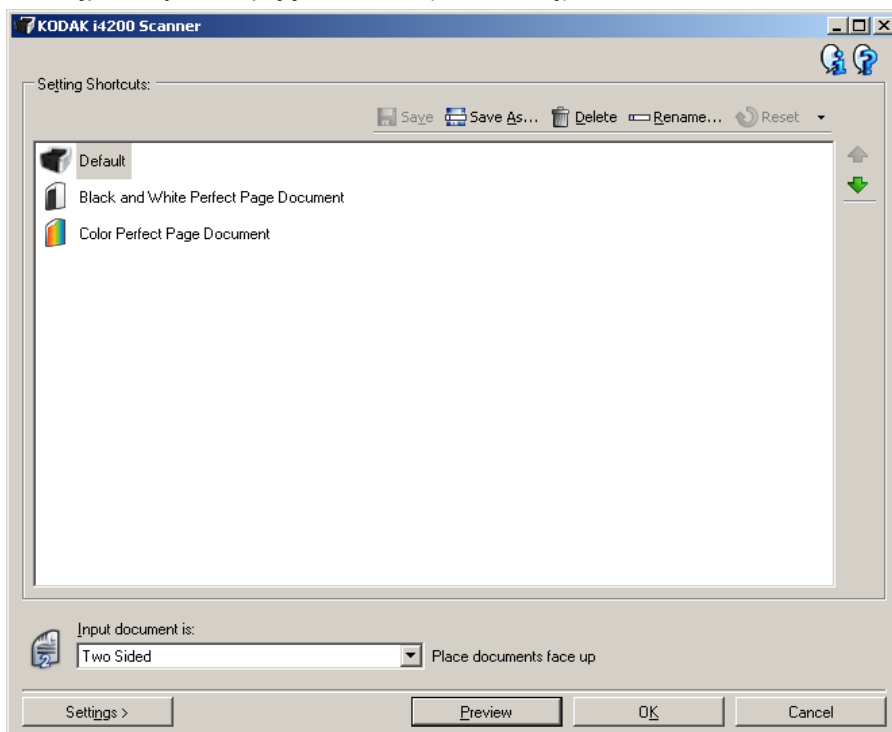 KODAK i4200 Scanner
Setting Shortcuts:
Save Save As... Delete Rename... Reset
Default
Black and White Perfect Page Document
Color Perfect Page Document
Input document is:
Two Sided Place documents face up
Settings > Preview OK Cancel